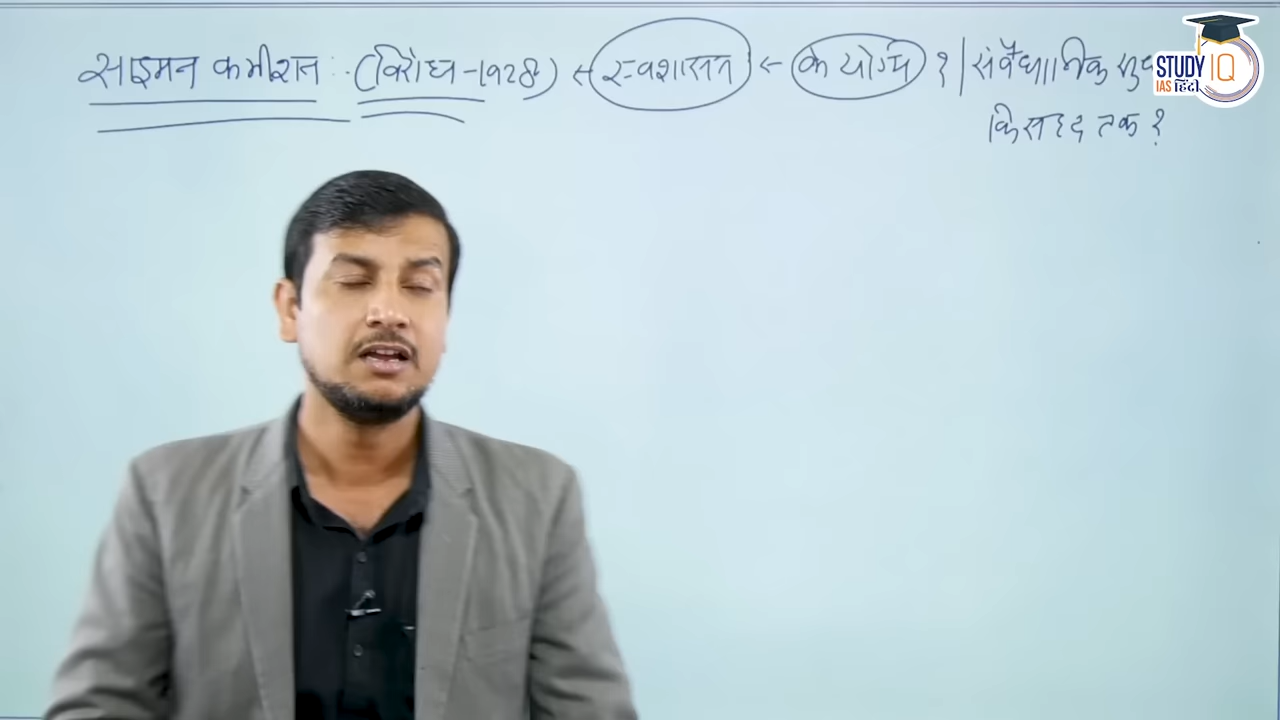 साइमन कमीशन :- (विरोध-1928) ← स्वशासन ← के योग्य ? | संवैधानिक
किस हद तक ?
STUDY IQ
IAS हिंदी